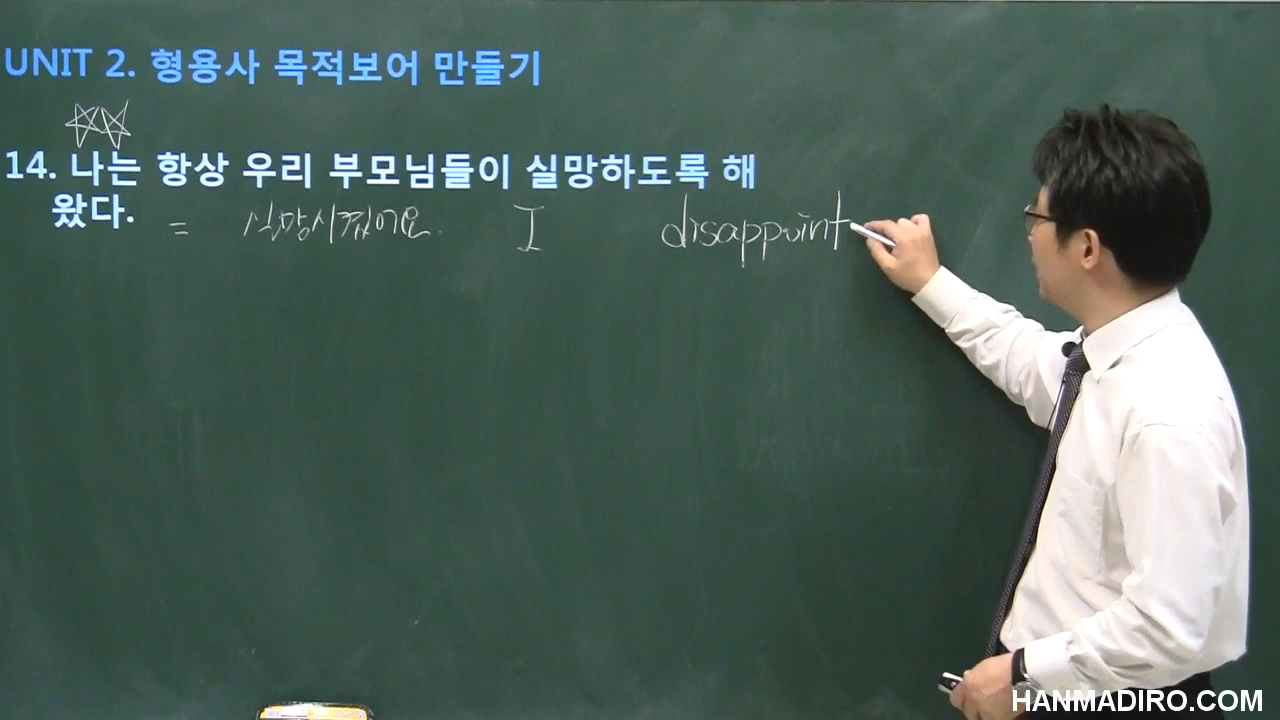 UNIT 2. 형용사 목적보어 만들기
14. 나는 항상 우리 부모님들이 실망하도록 해
왔다.
= 실망시켰어요. I disappoint
HANMADIRO.COM